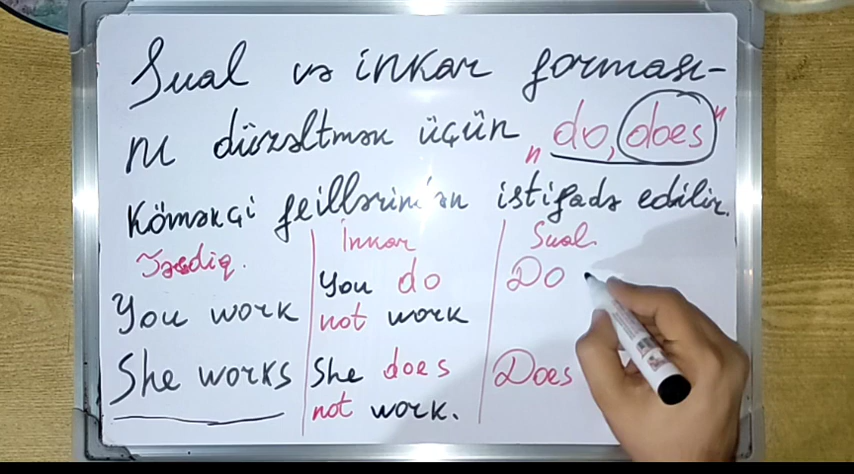 Sual və inkar forması-
nı düzəltmək üçün „do, does"
Köməkçi feillərindən istifadə edilir.
Təsdiq. İnkar Sual.
You work You do not work Do
She works She does not work. Does